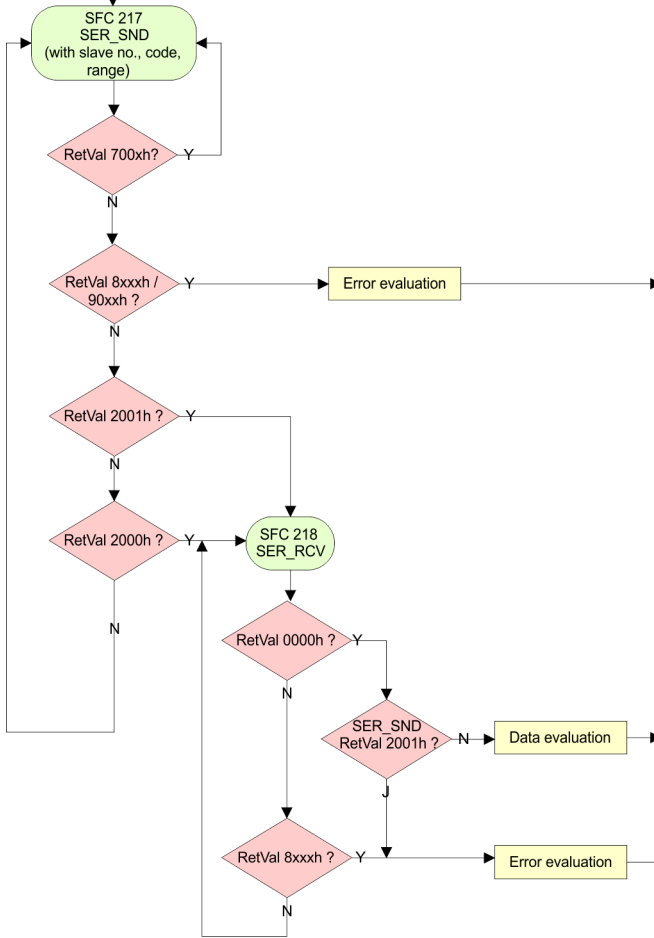 SFC 217
SER_SND
(with slave no., code,
range)
RetVal 700xh?
Y
N
RetVal 8xxxh /
90xxh ?
Y
Error evaluation
N
RetVal 2001h ?
Y
N
RetVal 2000h ?
Y
SFC 218
SER_RCV
N
RetVal 0000h ?
Y
N
SER_SND
RetVal 2001h ?
N
Data evaluation
J
RetVal 8xxxh ?
Y
Error evaluation
N